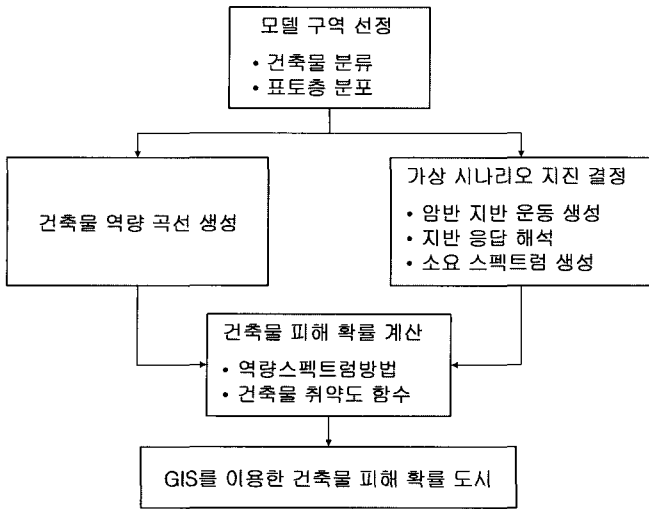 모델 구역 선정
• 건축물 분류
• 표토층 분포
건축물 역량 곡선 생성
가상 시나리오 지진 결정
• 암반 지반 운동 생성
• 지반 응답 해석
• 소요 스펙트럼 생성
건축물 피해 확률 계산
• 역량스펙트럼방법
• 건축물 취약도 함수
GIS를 이용한 건축물 피해 확률 도시